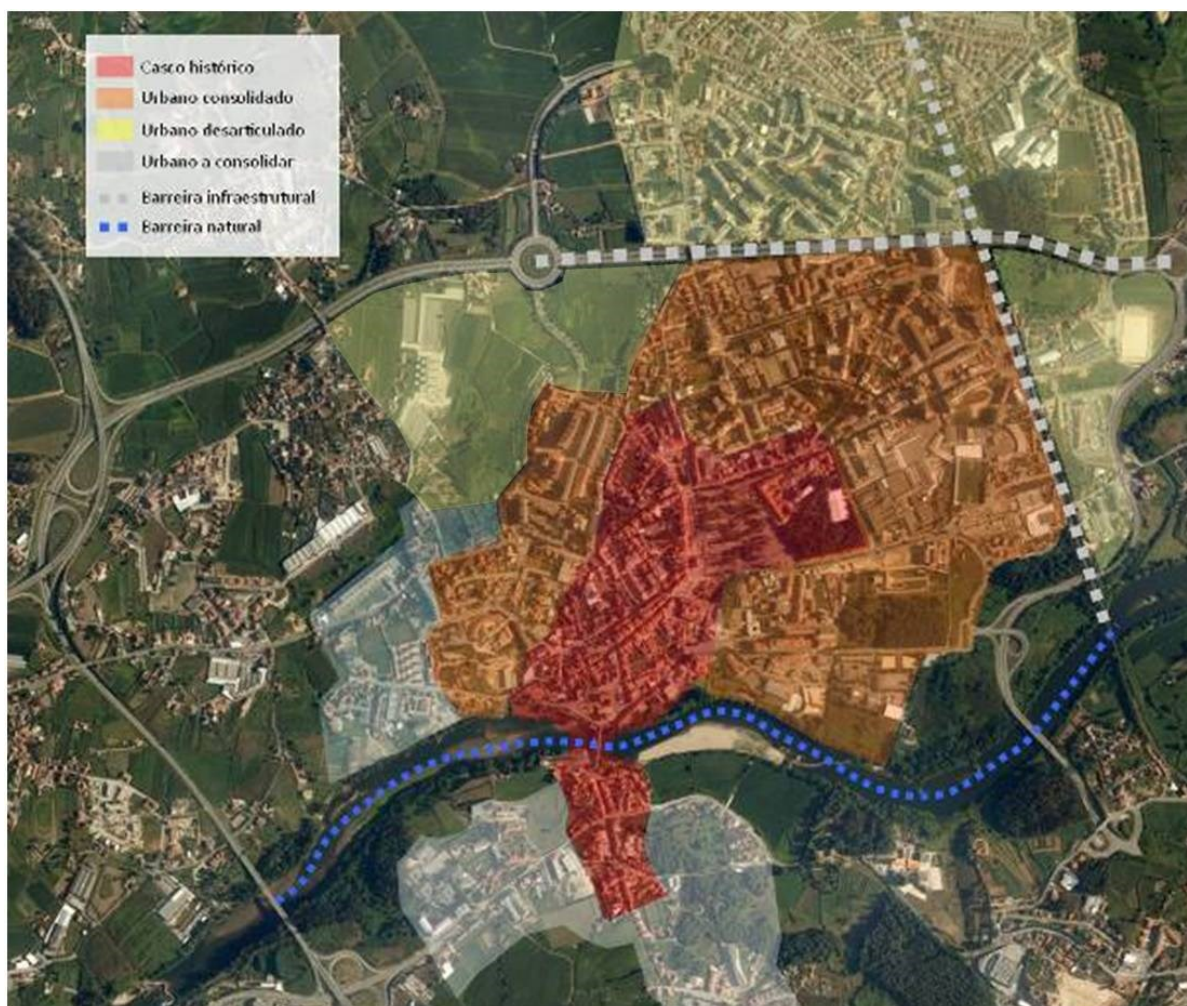 Casco histórico
Urbano consolidado
Urbano desarticulado
Urbano a consolidar
Barreira infraestrutural
Barreira natural